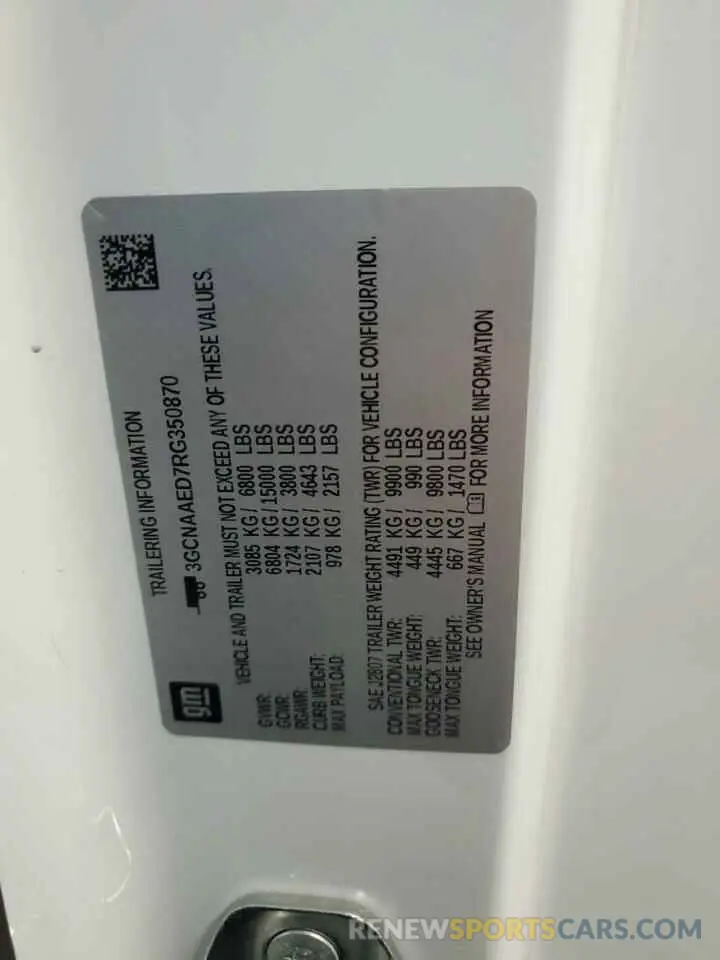 TRAILERING INFORMATION
3GCNAAED7RG350870
VEHICLE AND TRAILER MUST NOT EXCEED ANY OF THESE VALUES.
GVWR: 3085 KG/ 6800 LBS
GCWR: 6804 KG/15000 LBS
RGAWR: 1724 KG/ 3800 LBS
CURB WEIGHT: 2107 KG/ 4643 LBS
MAX PAYLOAD: 978 KG/ 2157 LBS
SAE J2807 TRAILER WEIGHT RATING (TWR) FOR VEHICLE CONFIGURATION.
CONVENTIONAL TWR: 4491 KG/ 9900 LBS
MAX TONGUE WEIGHT: 449 KG/ 990 LBS
GOOSENECK TWR: 4445 KG/ 9800 LBS
MAX TONGUE WEIGHT: 667 KG/ 1470 LBS
SEE OWNER'S MANUAL FOR MORE INFORMATION
gm
RENEWSPORTSCARS.COM